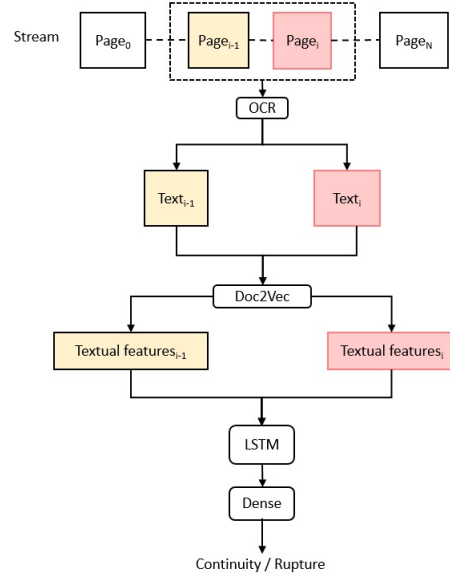 Stream
Page₀ Pageᵢ₋₁ Pageᵢ Page_N
OCR
Textᵢ₋₁ Textᵢ
Doc2Vec
Textual featuresᵢ₋₁ Textual featuresᵢ
LSTM
Dense
Continuity / Rupture